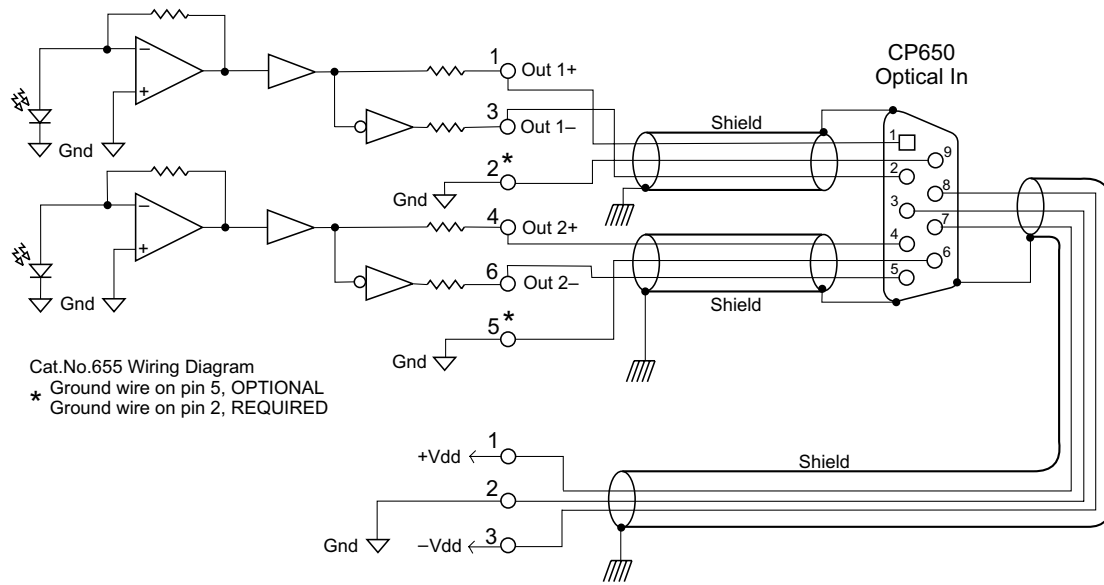 CP650
Optical In
1
Out 1+
3
Out 1–
2*
Gnd
Gnd
Shield
1
9
2
8
3
7
4
6
5
4
Out 2+
6
Out 2–
5*
Gnd
Gnd
Shield
–
+
–
+
Cat.No.655 Wiring Diagram
* Ground wire on pin 5, OPTIONAL
Ground wire on pin 2, REQUIRED
1
+Vdd
Shield
2
Gnd
3
–Vdd